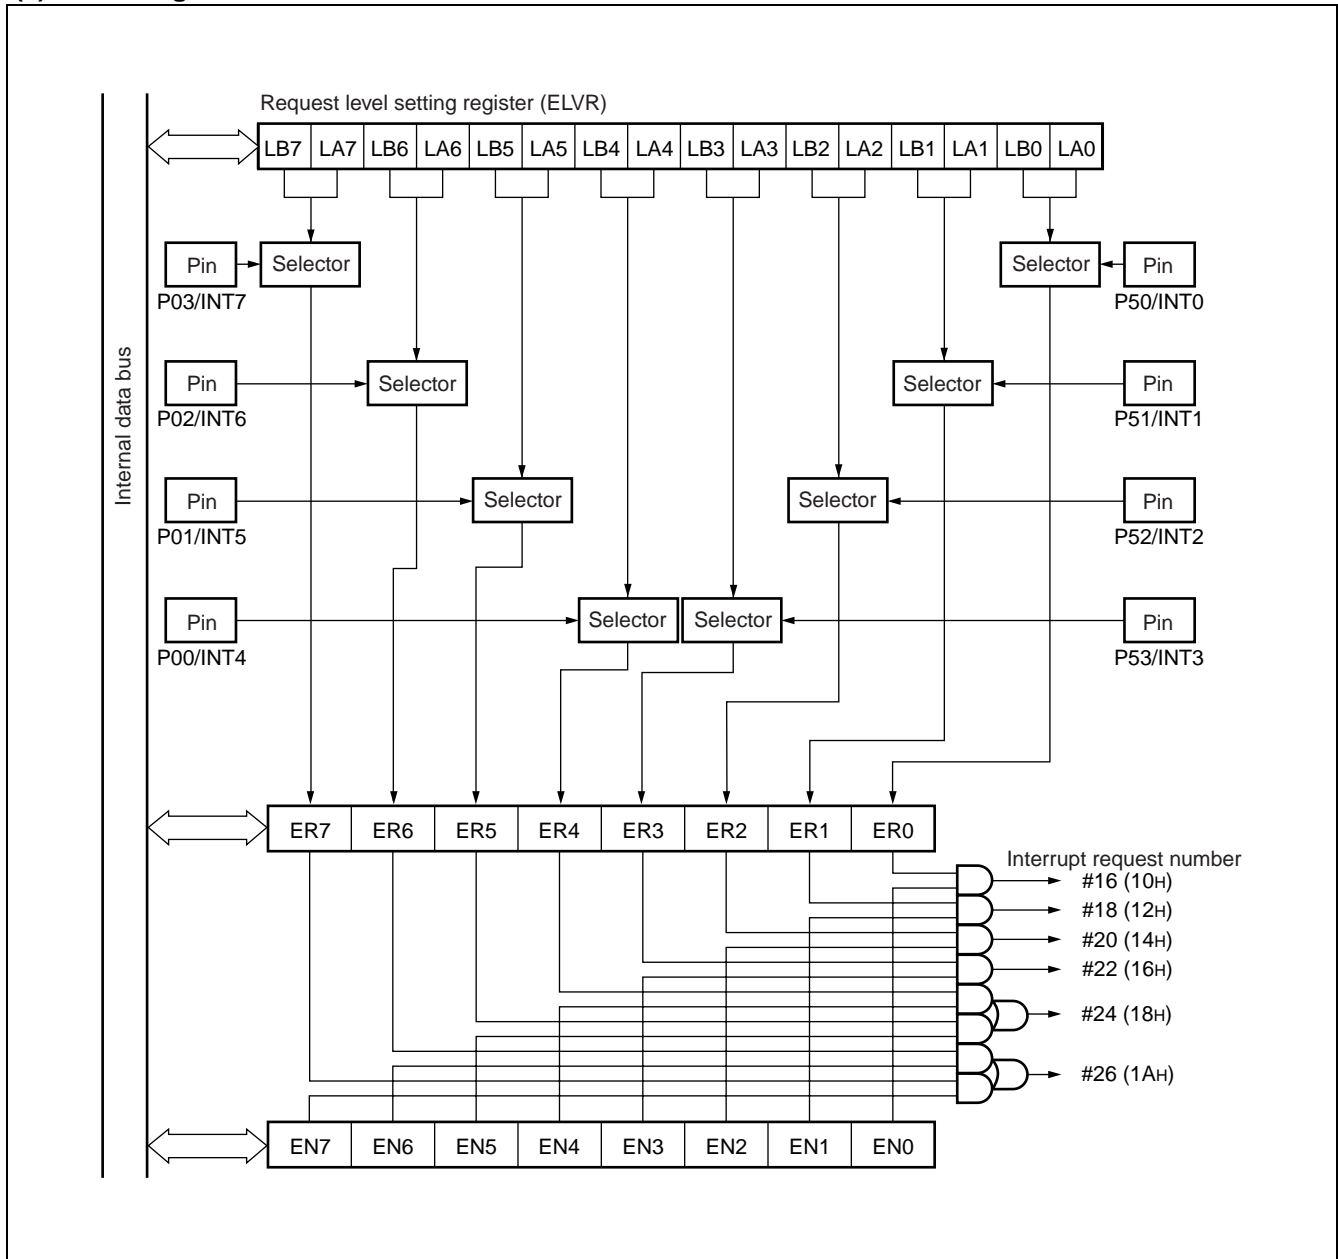 Request level setting register (ELVR)
LB7 LA7 LB6 LA6 LB5 LA5 LB4 LA4 LB3 LA3 LB2 LA2 LB1 LA1 LB0 LA0
Pin Selector Selector Pin
P03/INT7 P50/INT0
Internal data bus
Pin Selector Selector Pin
P02/INT6 P51/INT1
Pin Selector Selector Pin
P01/INT5 P52/INT2
Pin Selector Selector Pin
P00/INT4 P53/INT3
ER7 ER6 ER5 ER4 ER3 ER2 ER1 ER0
Interrupt request number
#16 (10H)
#18 (12H)
#20 (14H)
#22 (16H)
#24 (18H)
#26 (1AH)
EN7 EN6 EN5 EN4 EN3 EN2 EN1 EN0